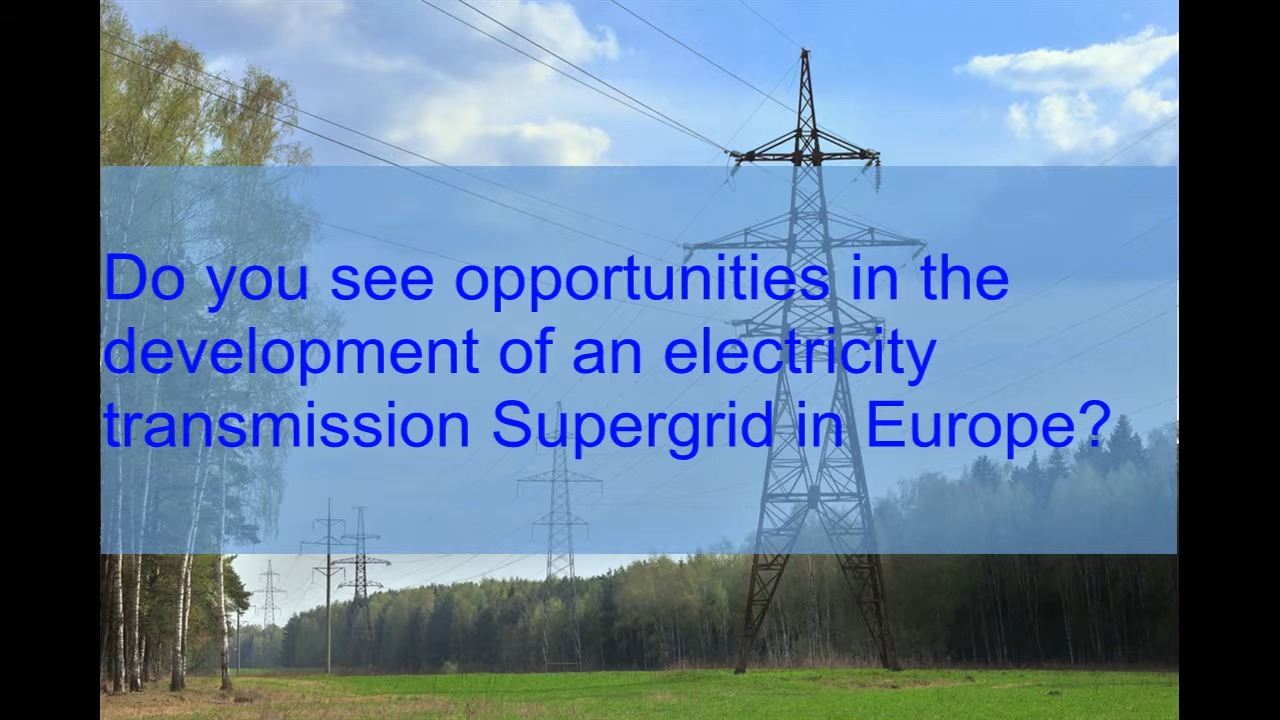 Do you see opportunities in the
development of an electricity
transmission Supergrid in Europe?